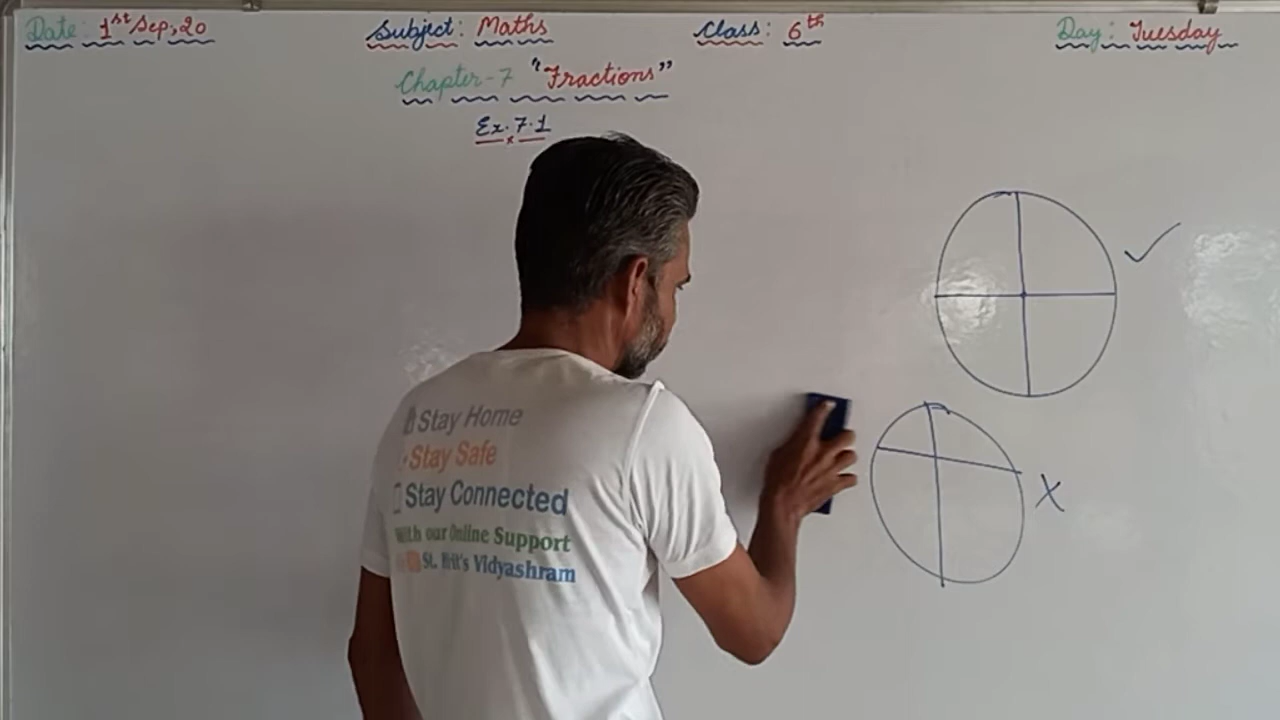 Date: 1st Sep, 20 Subject: Maths Class: 6th Day: Tuesday
Chapter-7 "Fractions"
Ex. 7.1
Stay Home
Stay Safe
Stay Connected
With our Online Support
St. Vidyashram